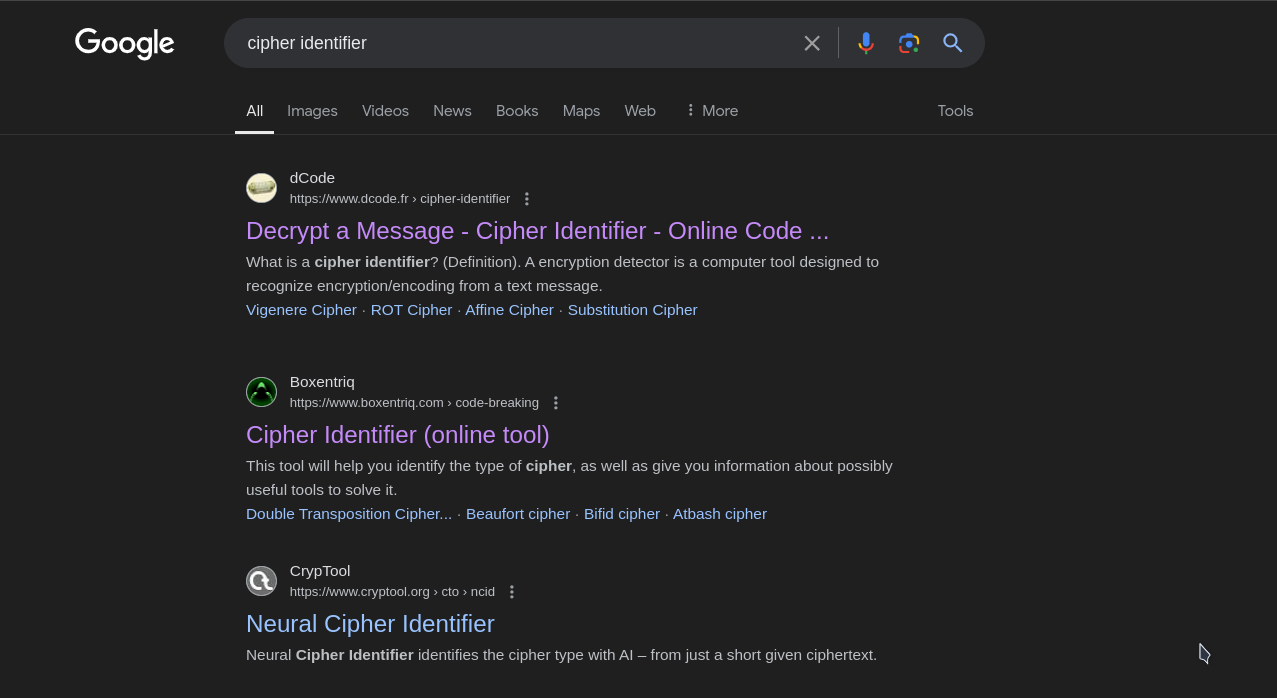 Google
cipher identifier
All Images Videos News Books Maps Web More Tools
dCode
https://www.dcode.fr › cipher-identifier
Decrypt a Message - Cipher Identifier - Online Code ...
What is a cipher identifier? (Definition). A encryption detector is a computer tool designed to
recognize encryption/encoding from a text message.
Vigenere Cipher · ROT Cipher · Affine Cipher · Substitution Cipher
Boxentriq
https://www.boxentriq.com › code-breaking
Cipher Identifier (online tool)
This tool will help you identify the type of cipher, as well as give you information about possibly
useful tools to solve it.
Double Transposition Cipher... · Beaufort cipher · Bifid cipher · Atbash cipher
CrypTool
https://www.cryptool.org › cto › ncid
Neural Cipher Identifier
Neural Cipher Identifier identifies the cipher type with AI – from just a short given ciphertext.